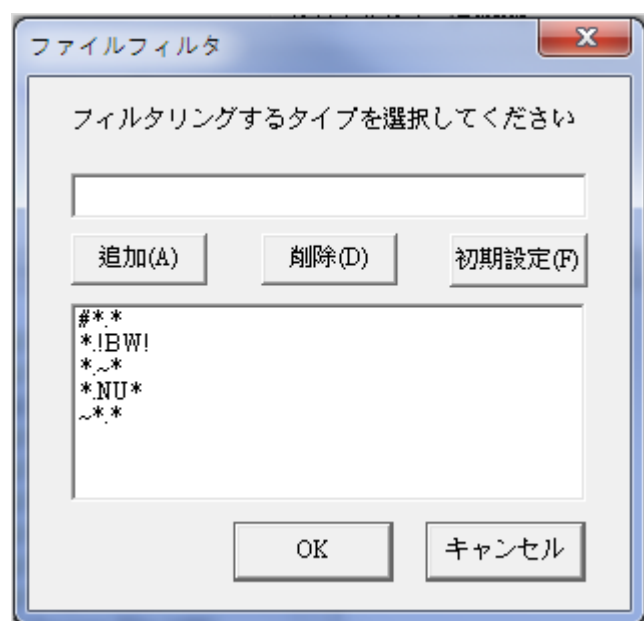 ファイルフィルタ
フィルタリングするタイプを選択してください
追加(A)
削除(D)
初期設定(F)
#*.*
*.!BW!
*.~*
*.NU*
~*.*
OK
キャンセル